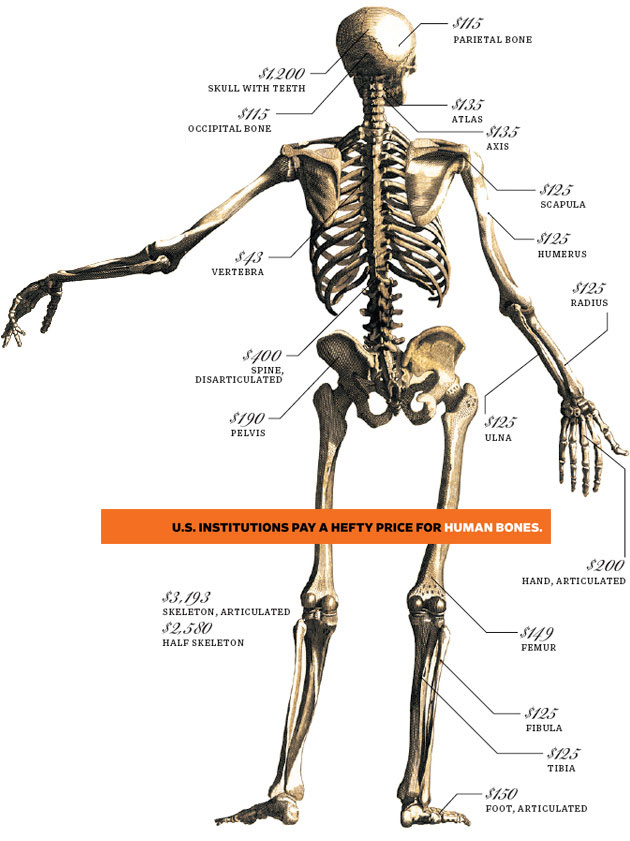 $115
PARIETAL BONE
$1,200
SKULL WITH TEETH
$115
OCCIPITAL BONE
$135
ATLAS
$135
AXIS
$125
SCAPULA
$125
HUMERUS
$43
VERTEBRA
$125
RADIUS
$400
SPINE,
DISARTICULATED
$190
PELVIS
$125
ULNA
U.S. INSTITUTIONS PAY A HEFTY PRICE FOR HUMAN BONES.
$200
HAND, ARTICULATED
$3,193
SKELETON, ARTICULATED
$2,580
HALF SKELETON
$149
FEMUR
$125
FIBULA
$125
TIBIA
$150
FOOT, ARTICULATED